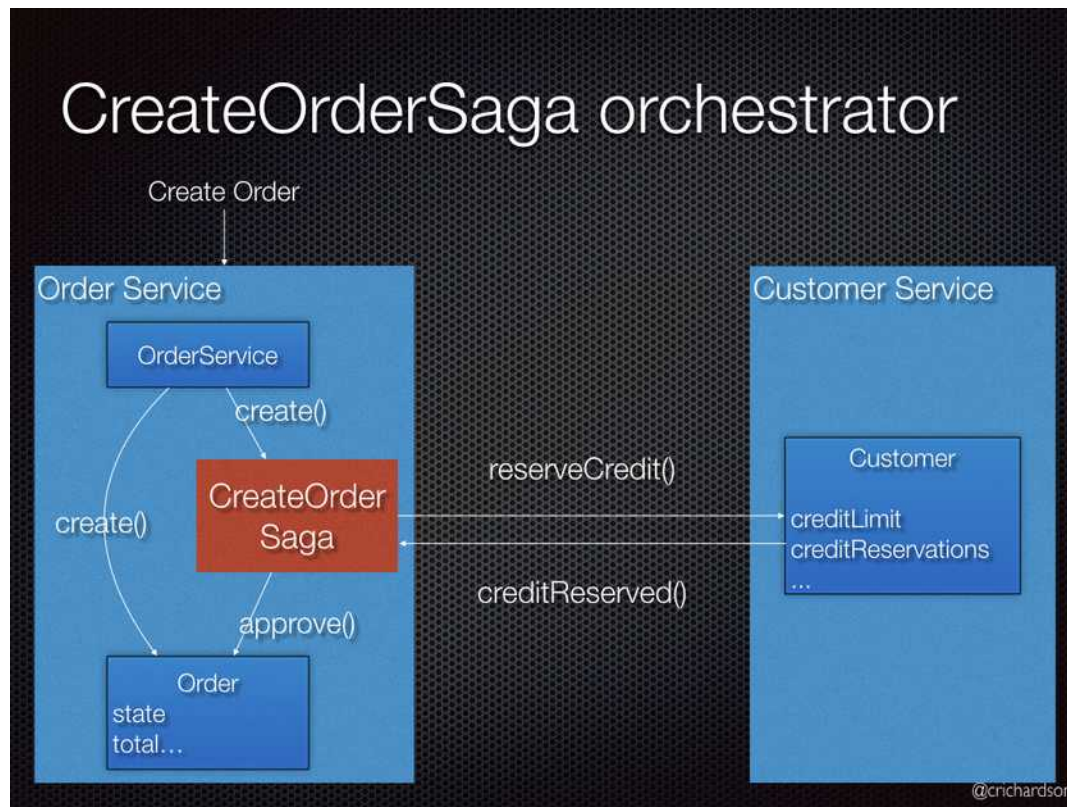 CreateOrderSaga orchestrator
Create Order
Order Service
OrderService
create()
create()
CreateOrder
Saga
approve()
Order
state
total…
reserveCredit()
creditReserved()
Customer Service
Customer
creditLimit
creditReservations
…
@crichardson